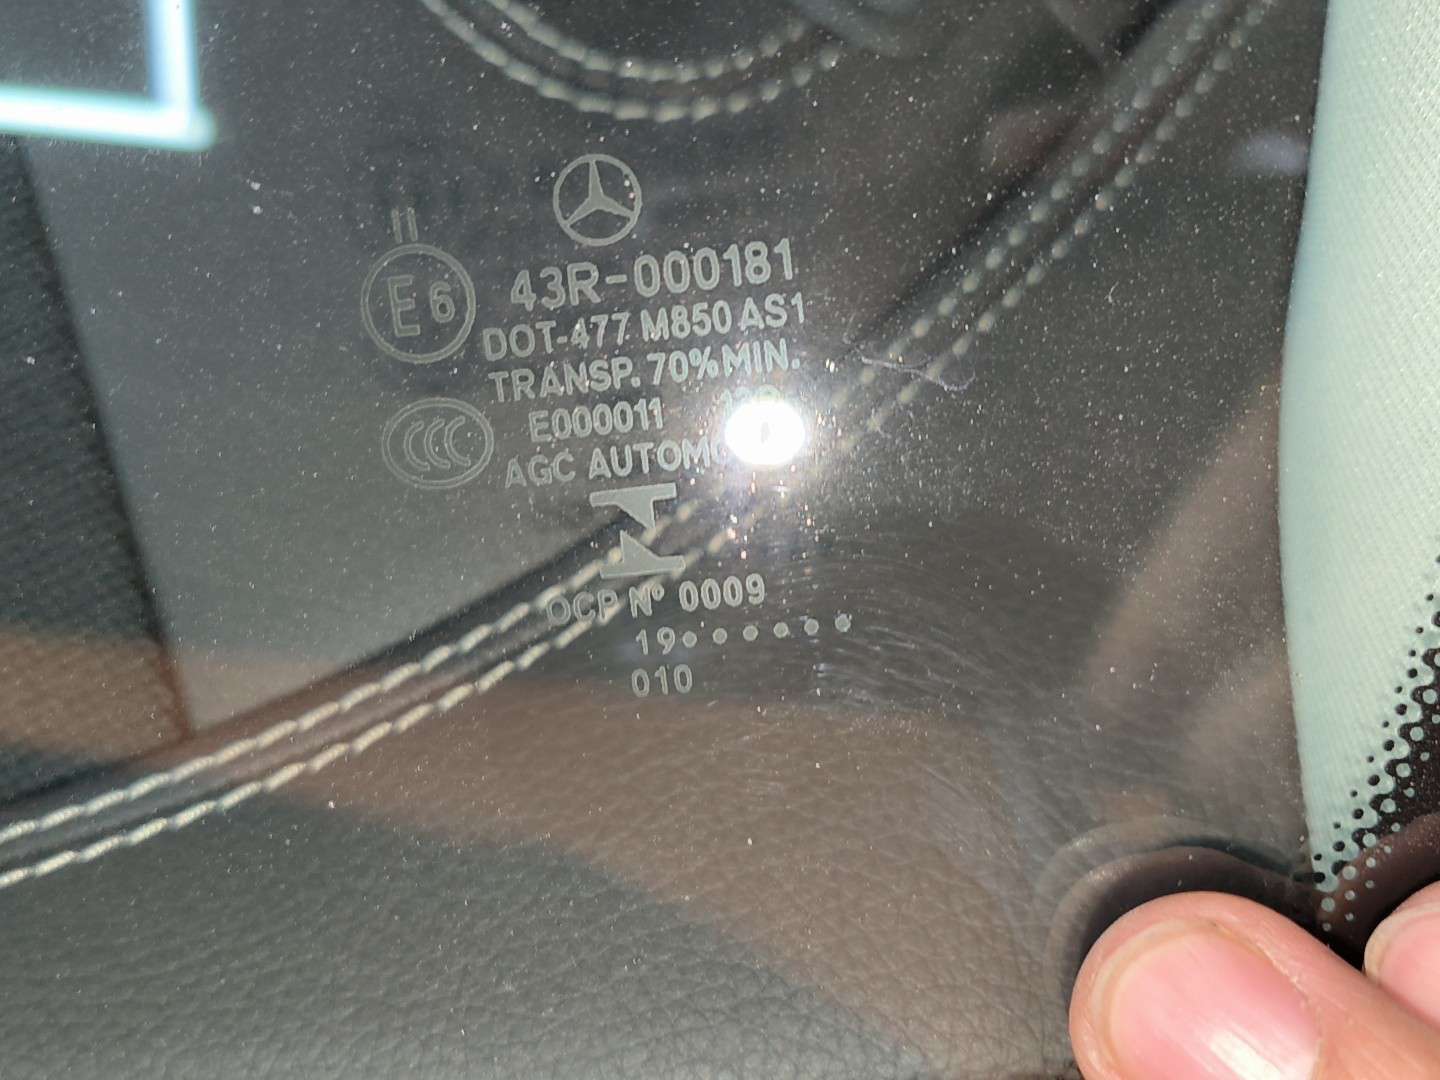 II
E6
43R-000181
DOT-477 M850 AS1
TRANSP. 70% MIN.
CCC
E000011
AGC
OCP Nº 0009
19• • • • • •
010